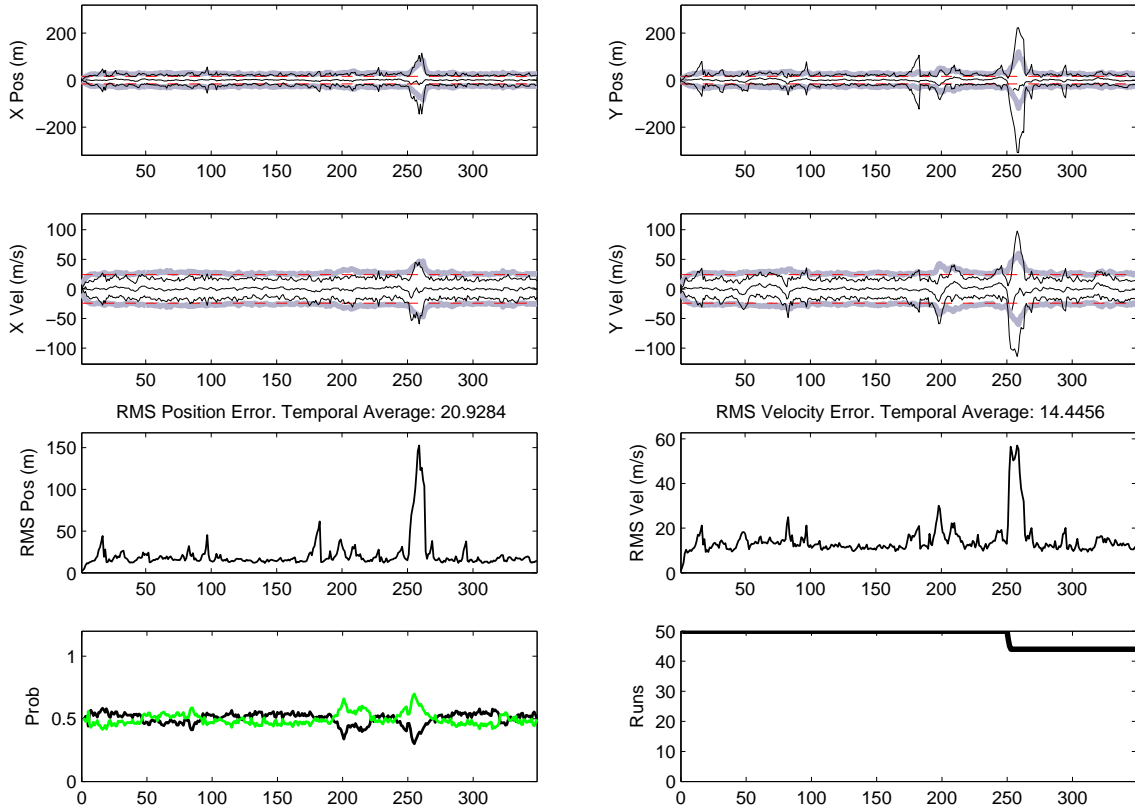 200
0
−200
X Pos (m)
50 100 150 200 250 300
200
0
−200
Y Pos (m)
50 100 150 200 250 300
100
50
0
−50
−100
X Vel (m/s)
50 100 150 200 250 300
100
50
0
−50
−100
Y Vel (m/s)
50 100 150 200 250 300
RMS Position Error. Temporal Average: 20.9284
150
100
50
0
RMS Pos (m)
0 50 100 150 200 250 300
RMS Velocity Error. Temporal Average: 14.4456
60
40
20
0
RMS Vel (m/s)
0 50 100 150 200 250 300
1
0.5
0
Prob
0 50 100 150 200 250 300
50
40
30
20
10
0
Runs
0 50 100 150 200 250 300